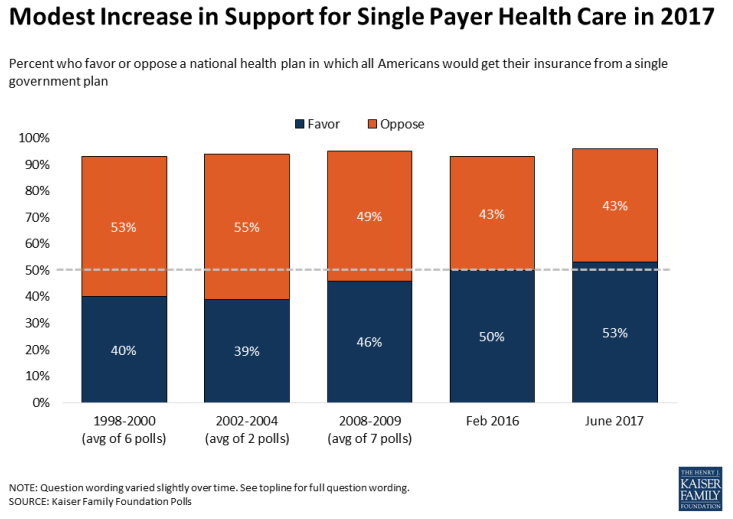 Modest Increase in Support for Single Payer Health Care in 2017
Percent who favor or oppose a national health plan in which all Americans would get their insurance from a single
government plan
Favor Oppose
100%
90%
80%
70%
60%
50%
40%
30%
20%
10%
0%
53% 55% 49% 43% 43%
40% 39% 46% 50% 53%
1998-2000 2002-2004 2008-2009 Feb 2016 June 2017
(avg of 6 polls) (avg of 2 polls) (avg of 7 polls)
NOTE: Question wording varied slightly over time. See topline for full question wording.
SOURCE: Kaiser Family Foundation Polls
THE HENRY J.
KAISER
FAMILY
FOUNDATION